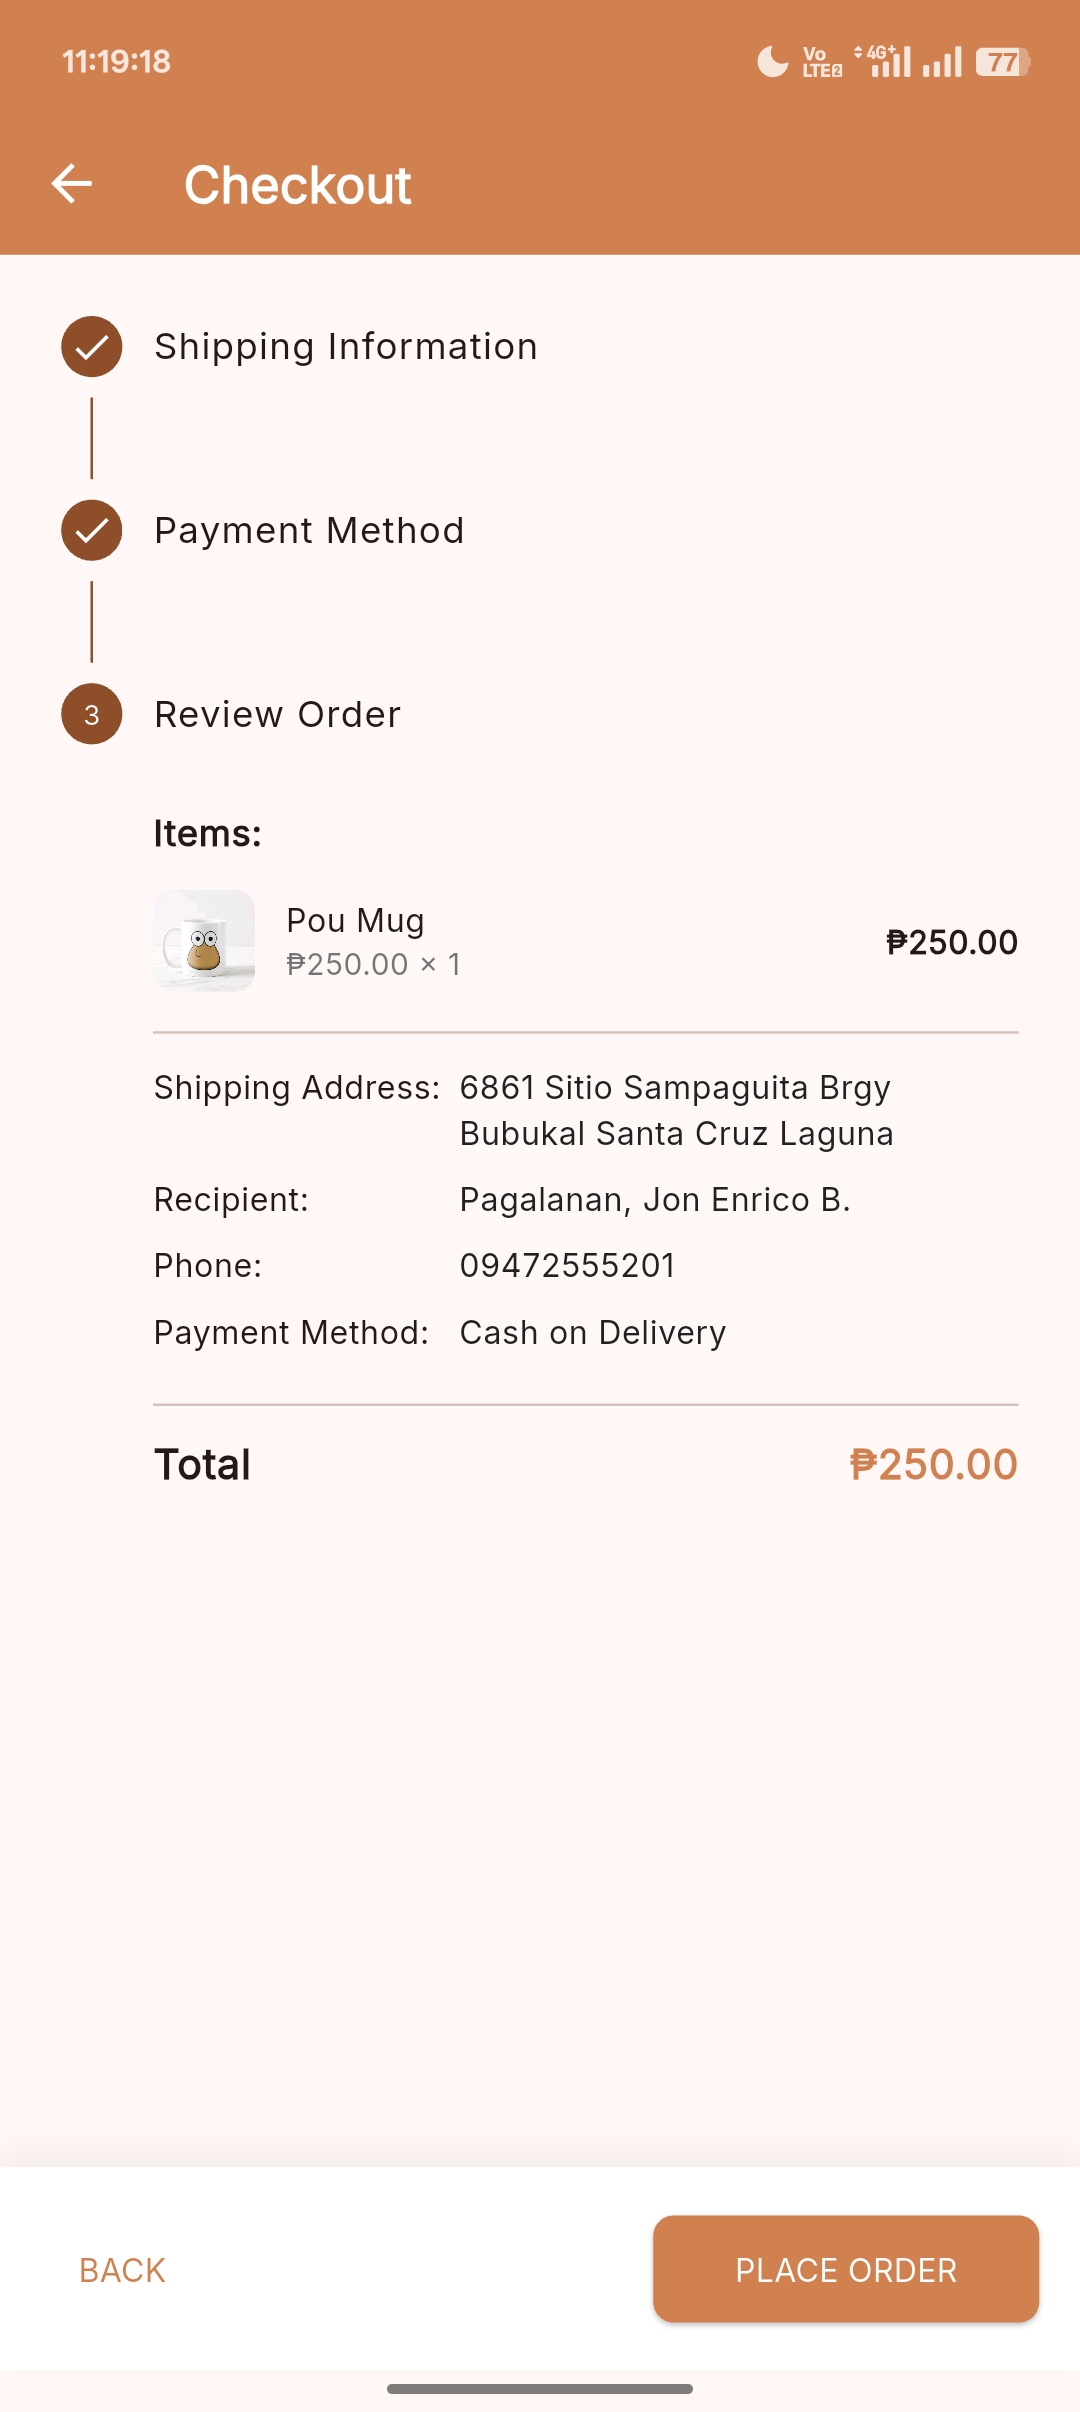 11:19:18
Vo
LTE2
4G+
77
Checkout
Shipping Information
Payment Method
3
Review Order
Items:
Pou Mug
₱250.00 × 1
₱250.00
Shipping Address:
6861 Sitio Sampaguita Brgy
Bubukal Santa Cruz Laguna
Recipient:
Pagalanan, Jon Enrico B.
Phone:
09472555201
Payment Method:
Cash on Delivery
Total
₱250.00
BACK
PLACE ORDER